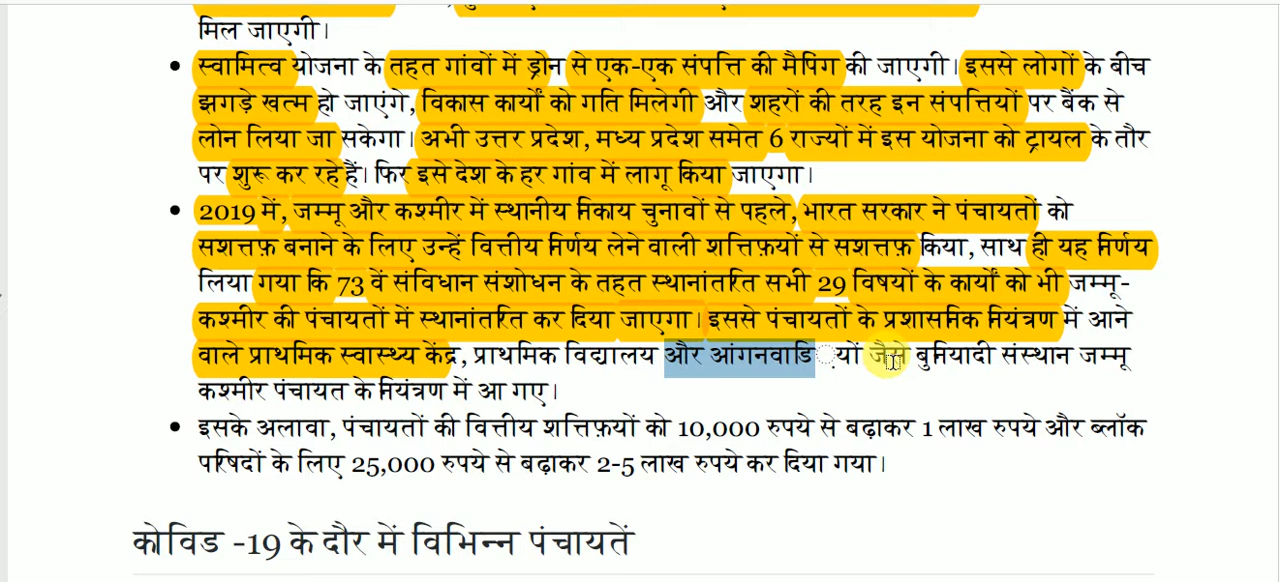 मिल जाएगी।
• स्वामित्व योजना के तहत गांवों में ड्रोन से एक-एक संपत्ति की मैपिंग की जाएगी। इससे लोगों के बीच
झगड़े खत्म हो जाएंगे, विकास कार्यों को गति मिलेगी और शहरों की तरह इन संपत्तियों पर बैंक से
लोन लिया जा सकेगा। अभी उत्तर प्रदेश, मध्य प्रदेश समेत 6 राज्यों में इस योजना को ट्रायल के तौर
पर शुरू कर रहे हैं। फिर इसे देश के हर गांव में लागू किया जाएगा।
• 2019 में, जम्मू और कश्मीर में स्थानीय निकाय चुनावों से पहले, भारत सरकार ने पंचायतों को
सशत्तफ़ बनाने के लिए उन्हें वित्तीय निर्णय लेने वाली शत्तिफ़यों से सशत्तफ़ किया, साथ ही यह निर्णय
लिया गया कि 73 वें संविधान संशोधन के तहत स्थानांतरित सभी 29 विषयों के कार्यों को भी जम्मू-
कश्मीर की पंचायतों में स्थानांतरित कर दिया जाएगा। इससे पंचायतों के प्रशासनिक नियंत्रण में आने
वाले प्राथमिक स्वास्थ्य केंद्र, प्राथमिक विद्यालय और आंगनवाडि़यों जैसे बुनियादी संस्थान जम्मू
कश्मीर पंचायत के नियंत्रण में आ गए।
• इसके अलावा, पंचायतों की वित्तीय शत्तिफ़यों को 10,000 रुपये से बढ़ाकर 1 लाख रुपये और ब्लॉक
परिषदों के लिए 25,000 रुपये से बढ़ाकर 2-5 लाख रुपये कर दिया गया।
कोविड -19 के दौर में विभिन्न पंचायतें